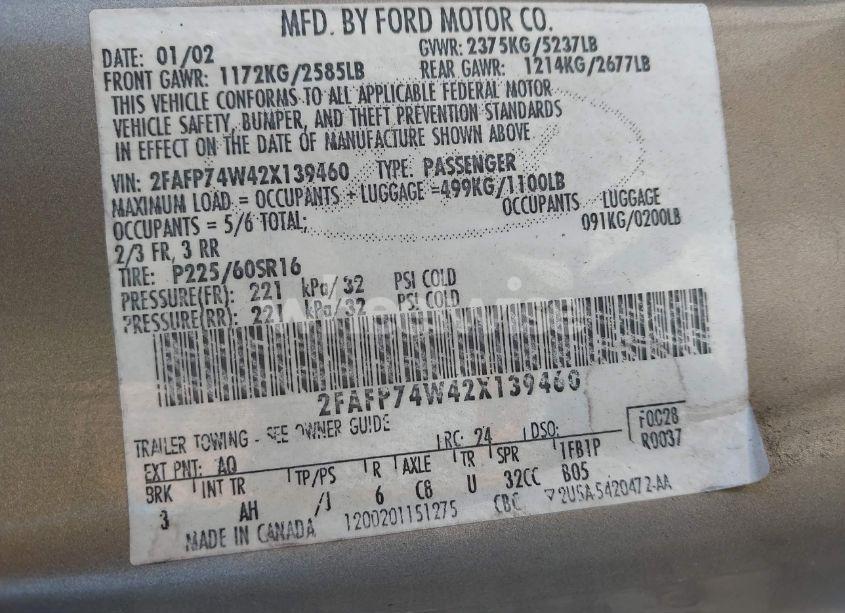 MFD. BY FORD MOTOR CO.
DATE: 01/02 GVWR: 2375KG/5237LB
FRONT GAWR: 1172KG/2585LB REAR GAWR: 1214KG/2677LB
THIS VEHICLE CONFORMS TO ALL APPLICABLE FEDERAL MOTOR
VEHICLE SAFETY, BUMPER, AND THEFT PREVENTION STANDARDS
IN EFFECT ON THE DATE OF MANUFACTURE SHOWN ABOVE
VIN: 2FAFP74W42X139460 TYPE: PASSENGER
MAXIMUM LOAD = OCCUPANTS + LUGGAGE =499KG/1100LB
OCCUPANTS = 5/6 TOTAL; OCCUPANTS LUGGAGE
2/3 FR, 3 RR 091KG/0200LB
TIRE: P225/60SR16
PRESSURE(FR): 221 kPa/32 PSI COLD
PRESSURE(RR): 221 kPa/32 PSI COLD
2FAFP74W42X139460
TRAILER TOWING - SEE OWNER GUIDE
EXT PNT: AQ RC: 24 DSO: F0C28
R0037
BRK INT TR TP/PS R AXLE TR SPR 1FB1P
3 AH /J 6 C8 U 32CC B05
MADE IN CANADA 1200201151275 CBC 2U5A-5420472-AA